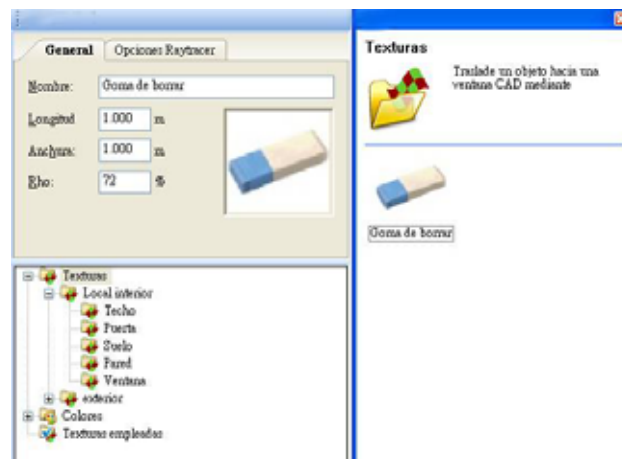 General
Opciones Raytracer
Nombre:
Goma de borrar
Longitud
1.000
m
Anchura:
1.000
m
Rho:
72
%
Texturas
Local interior
Techo
Puerta
Suelo
Pared
Ventana
exterior
Colores
Texturas empleadas
Texturas
Traslade un objeto hacia una
ventana CAD mediante
Goma de borrar